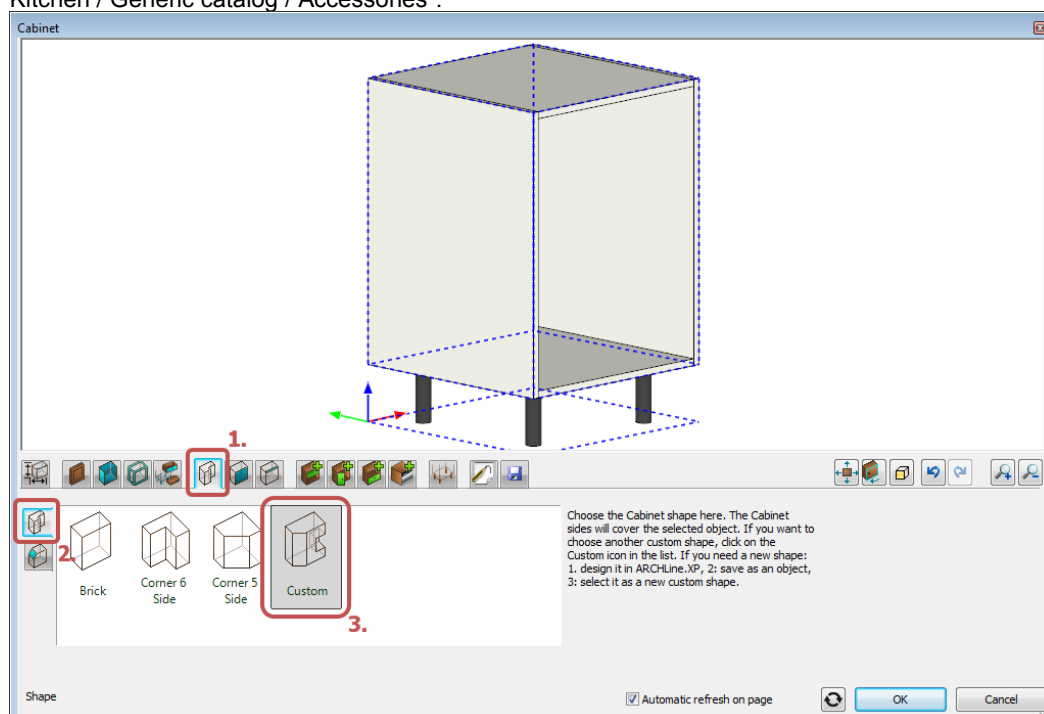 Kitchen / Generic catalog / Accessories".
Cabinet
1.
2.
Brick
Corner 6
Side
Corner 5
Side
Custom
3.
Choose the Cabinet shape here. The Cabinet
sides will cover the selected object. If you want to
choose another custom shape, click on the
Custom icon in the list. If you need a new shape:
1. design it in ARCHLine.XP, 2: save as an object,
3: select it as a new custom shape.
Shape
Automatic refresh on page
OK
Cancel